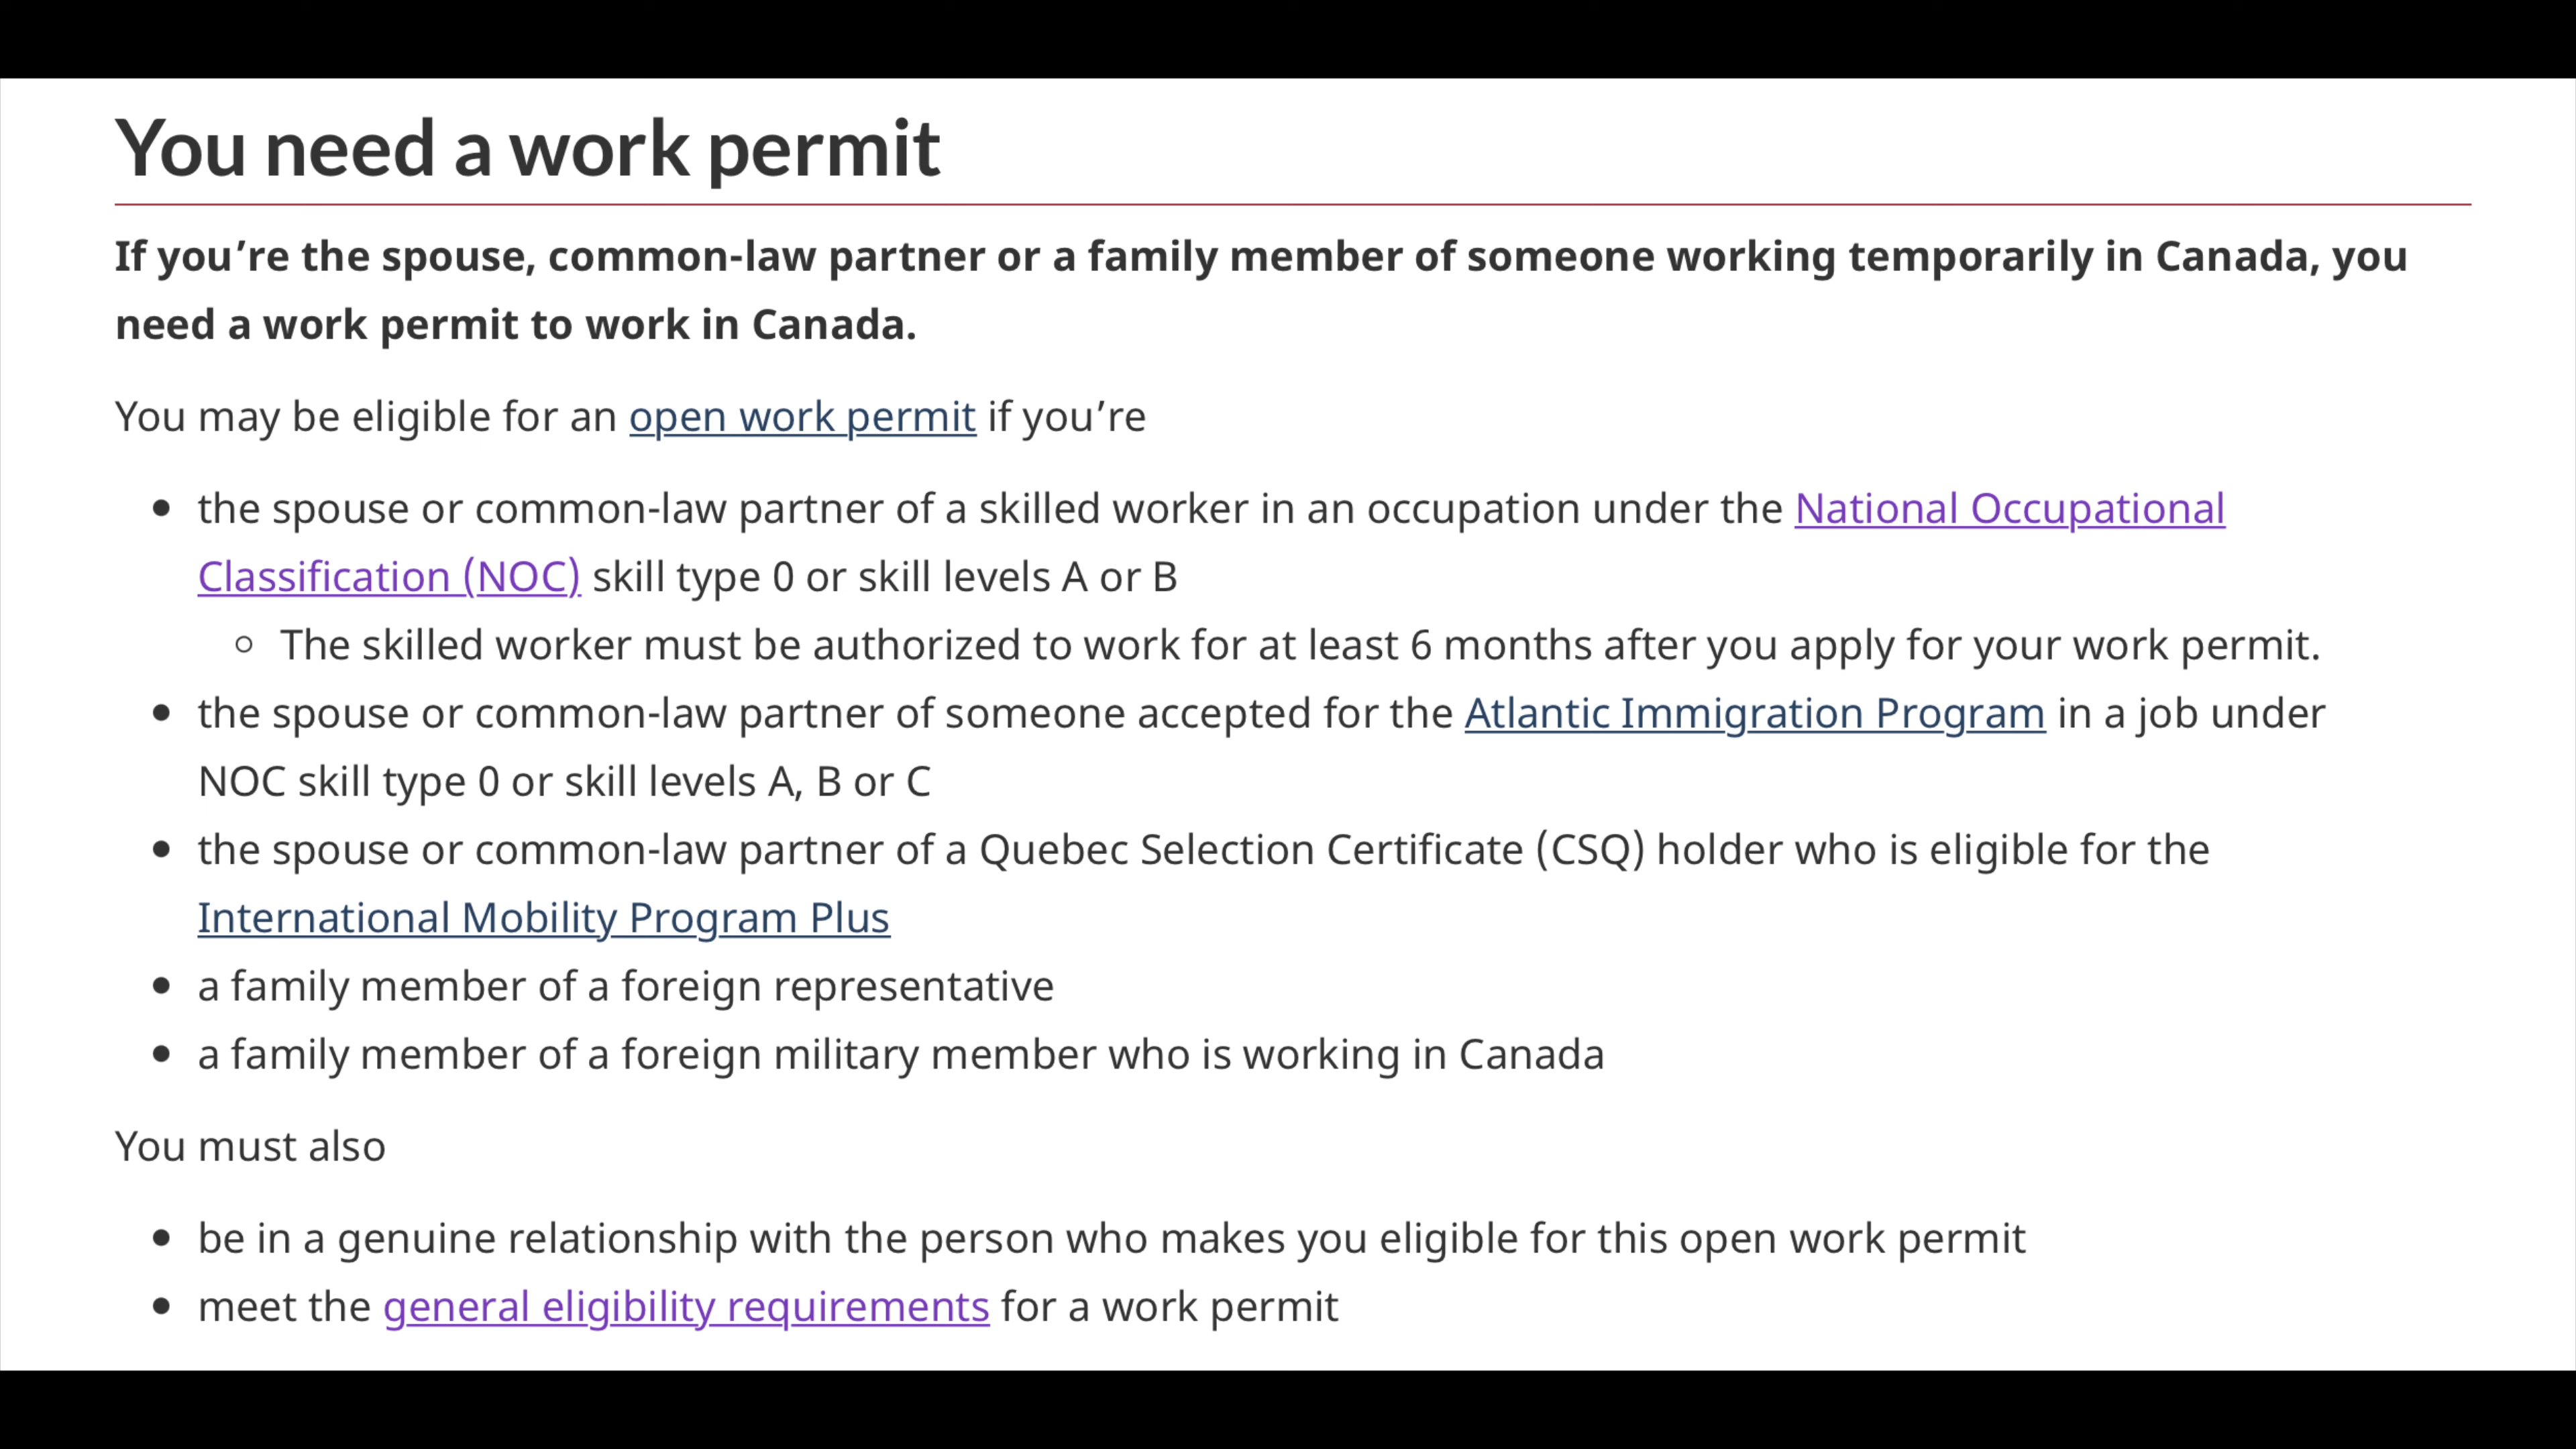 You need a work permit
If you’re the spouse, common-law partner or a family member of someone working temporarily in Canada, you
need a work permit to work in Canada.
You may be eligible for an open work permit if you’re
• the spouse or common-law partner of a skilled worker in an occupation under the National Occupational
Classification (NOC) skill type 0 or skill levels A or B
○ The skilled worker must be authorized to work for at least 6 months after you apply for your work permit.
• the spouse or common-law partner of someone accepted for the Atlantic Immigration Program in a job under
NOC skill type 0 or skill levels A, B or C
• the spouse or common-law partner of a Quebec Selection Certificate (CSQ) holder who is eligible for the
International Mobility Program Plus
• a family member of a foreign representative
• a family member of a foreign military member who is working in Canada
You must also
• be in a genuine relationship with the person who makes you eligible for this open work permit
• meet the general eligibility requirements for a work permit